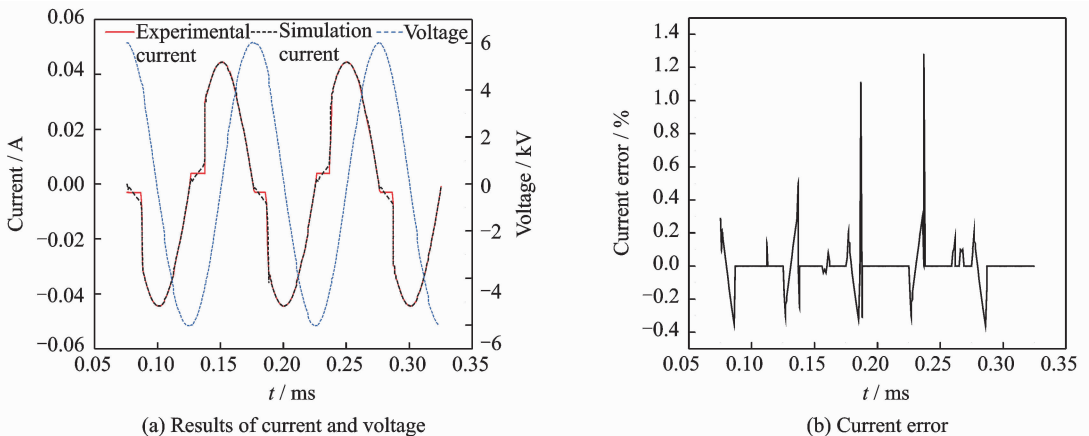 0.06
0.04
0.02
0.00
−0.02
−0.04
−0.06
Current / A
Experimental current
Simulation current
Voltage
6
4
2
0
−2
−4
−6
Voltage / kV
0.05 0.10 0.15 0.20 0.25 0.30 0.35
t / ms
(a) Results of current and voltage
1.4
1.2
1.0
0.8
0.6
0.4
0.2
0.0
−0.2
−0.4
Current error / %
0.05 0.10 0.15 0.20 0.25 0.30 0.35
t / ms
(b) Current error